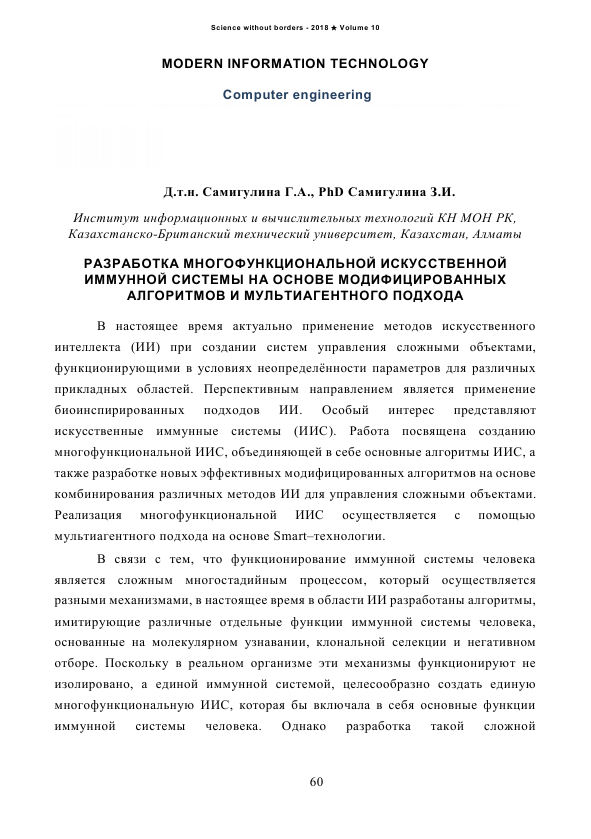 Science without borders - 2018 ★ Volume 10
MODERN INFORMATION TECHNOLOGY
Computer engineering
Д.т.н. Самигулина Г.А., PhD Самигулина З.И.
Институт информационных и вычислительных технологий КН МОН РК,
Казахстанско-Британский технический университет, Казахстан, Алматы
РАЗРАБОТКА МНОГОФУНКЦИОНАЛЬНОЙ ИСКУССТВЕННОЙ
ИММУННОЙ СИСТЕМЫ НА ОСНОВЕ МОДИФИЦИРОВАННЫХ
АЛГОРИТМОВ И МУЛЬТИАГЕНТНОГО ПОДХОДА
В настоящее время актуально применение методов искусственного
интеллекта (ИИ) при создании систем управления сложными объектами,
функционирующими в условиях неопределённости параметров для различных
прикладных областей. Перспективным направлением является применение
биоинспирированных подходов ИИ. Особый интерес представляют
искусственные иммунные системы (ИИС). Работа посвящена созданию
многофункциональной ИИС, объединяющей в себе основные алгоритмы ИИС, а
также разработке новых эффективных модифицированных алгоритмов на основе
комбинирования различных методов ИИ для управления сложными объектами.
Реализация многофункциональной ИИС осуществляется с помощью
мультиагентного подхода на основе Smart–технологии.
В связи с тем, что функционирование иммунной системы человека
является сложным многостадийным процессом, который осуществляется
разными механизмами, в настоящее время в области ИИ разработаны алгоритмы,
имитирующие различные отдельные функции иммунной системы человека,
основанные на молекулярном узнавании, клональной селекции и негативном
отборе. Поскольку в реальном организме эти механизмы функционируют не
изолировано, а единой иммунной системой, целесообразно создать единую
многофункциональную ИИС, которая бы включала в себя основные функции
иммунной системы человека. Однако разработка такой сложной
60